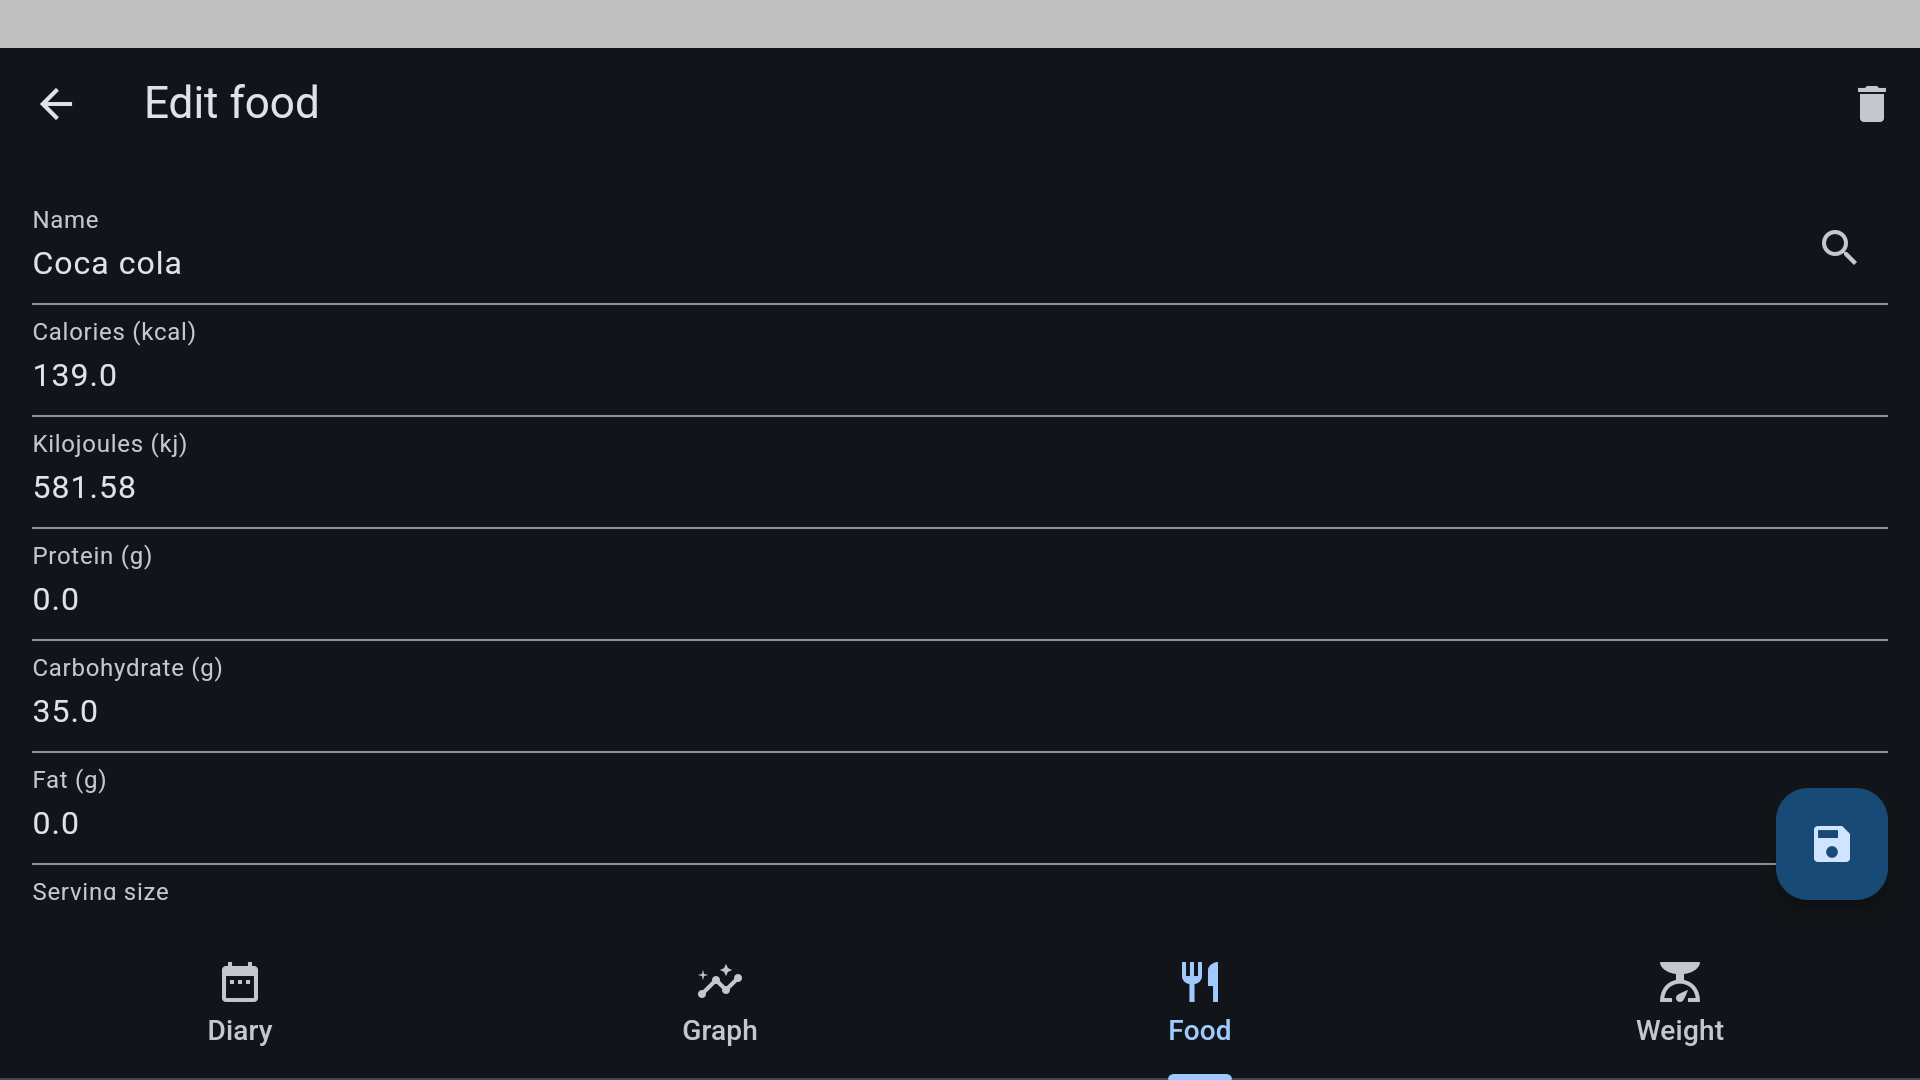 Edit food
Name
Coca cola
Calories (kcal)
139.0
Kilojoules (kj)
581.58
Protein (g)
0.0
Carbohydrate (g)
35.0
Fat (g)
0.0
Serving size
Diary
Graph
Food
Weight